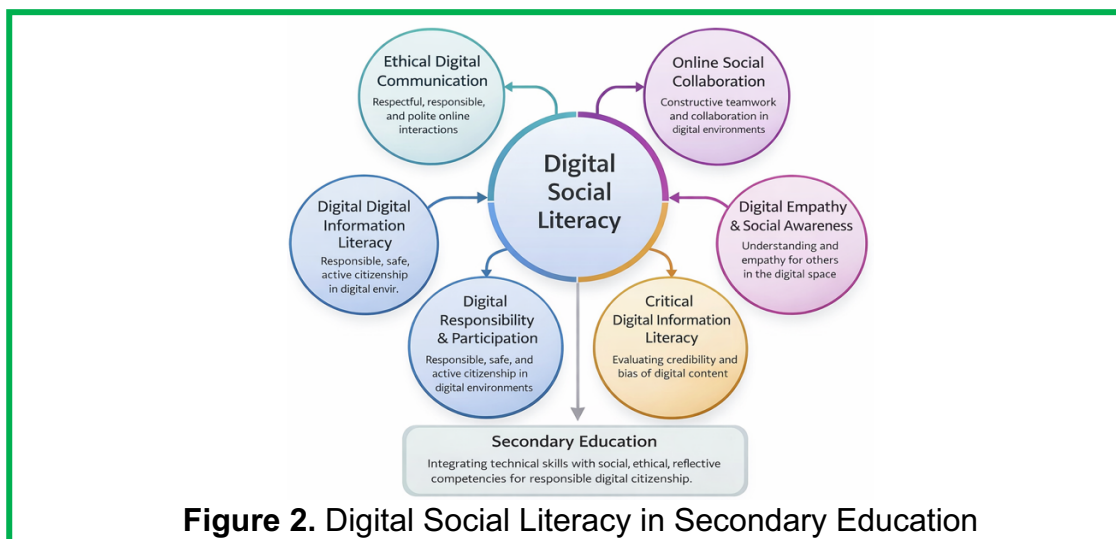 Ethical Digital
Communication
Respectful, responsible,
and polite online
interactions
Online Social
Collaboration
Constructive teamwork
and collaboration in
digital environments
Digital
Social
Literacy
Digital Digital
Information
Literacy
Responsible, safe,
active citizenship
in digital envir.
Digital Empathy
& Social Awareness
Understanding and
empathy for others
in the digital space
Digital
Responsibility
& Participation
Responsible, safe, and
active citizenship in
digital environments
Critical
Digital Information
Literacy
Evaluating credibility and
bias of digital content
Secondary Education
Integrating technical skills with social, ethical, reflective
competencies for responsible digital citizenship.
Figure 2. Digital Social Literacy in Secondary Education